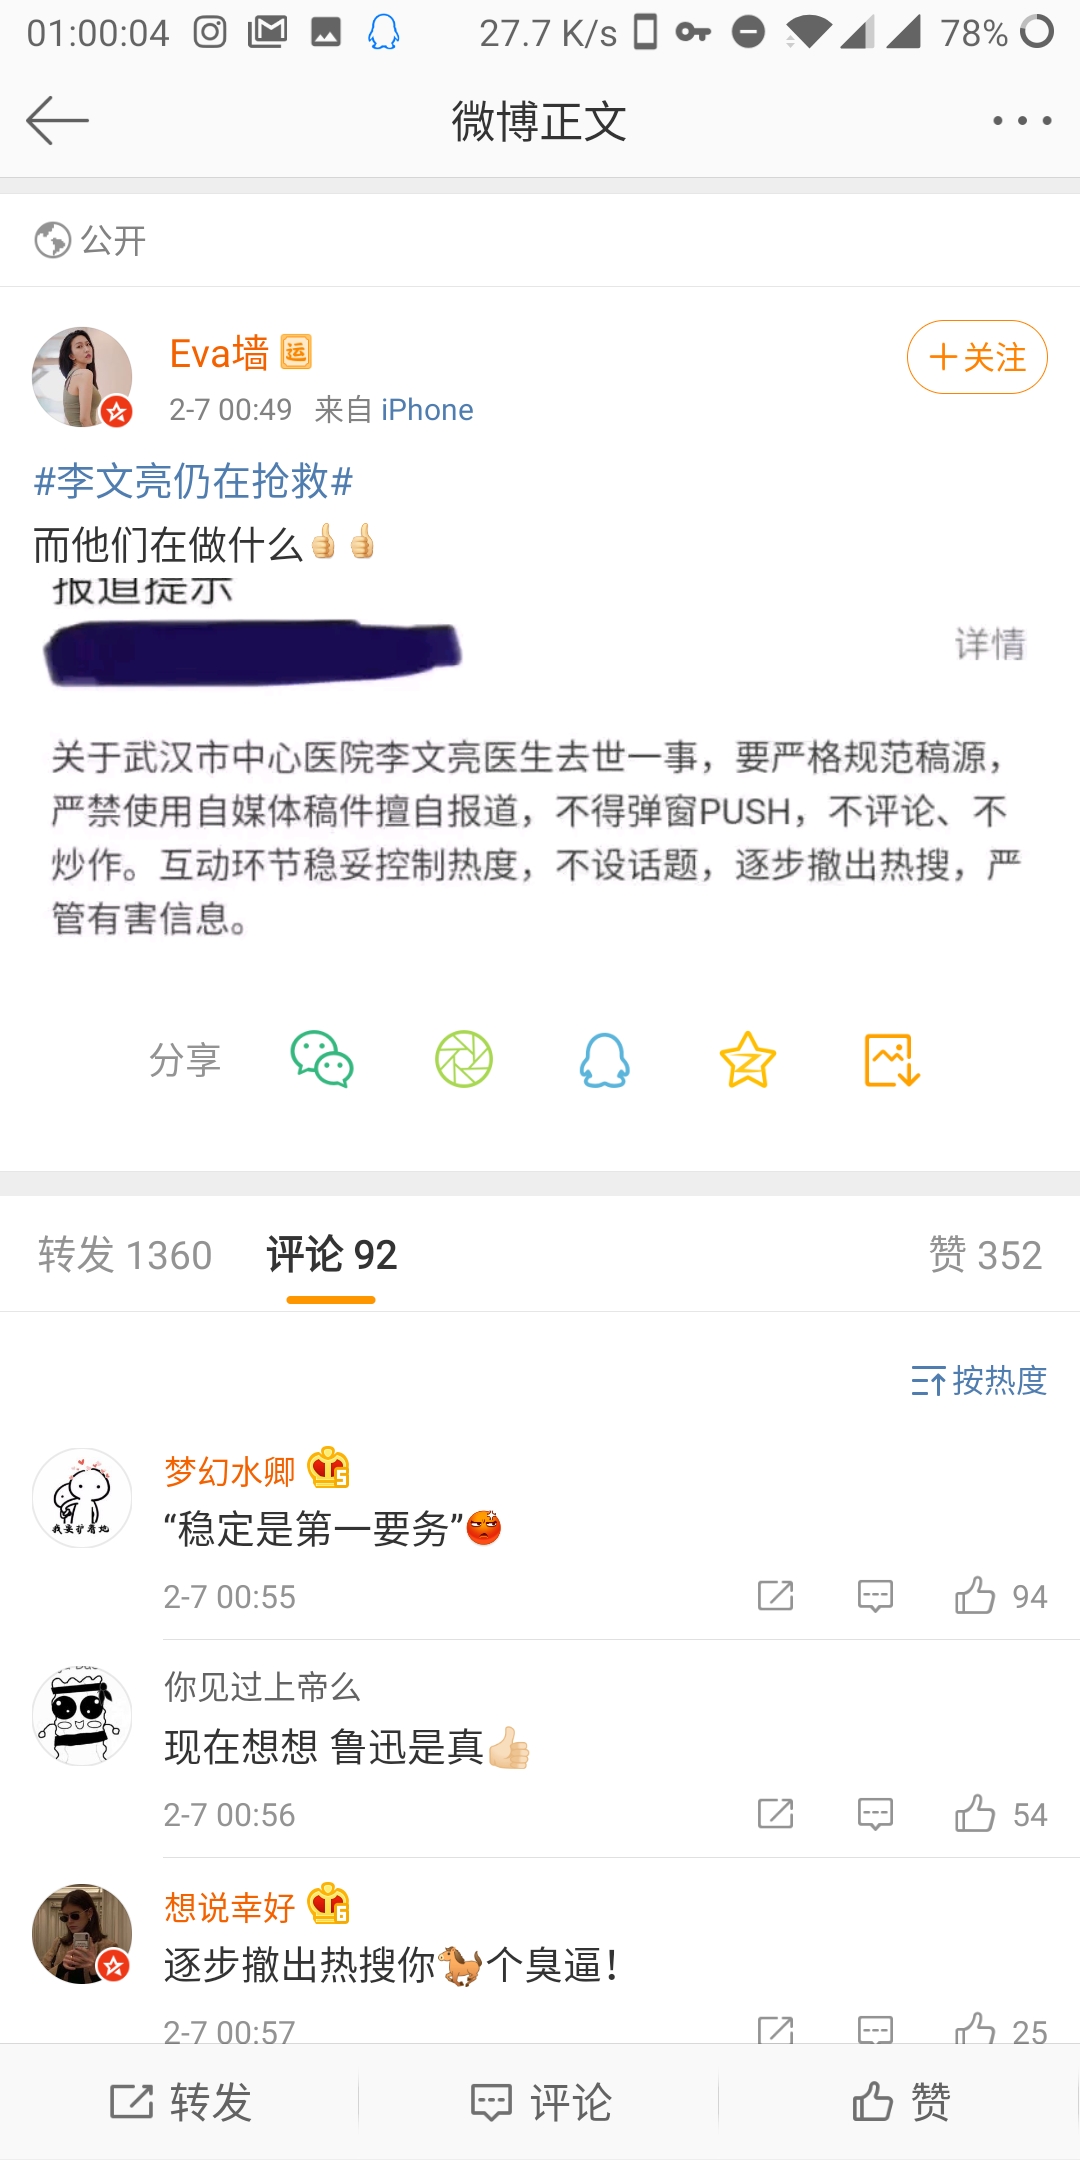 01:00:04 27.7 K/s 78%
微博正文
公开
Eva墙 运
+关注
2-7 00:49 来自 iPhone
#李文亮仍在抢救#
而他们在做什么👍🏻👍🏻
报道提示
详情
关于武汉市中心医院李文亮医生去世一事，要严格规范稿源，
严禁使用自媒体稿件擅自报道，不得弹窗PUSH，不评论、不
炒作。互动环节稳妥控制热度，不设话题，逐步撤出热搜，严
管有害信息。
分享
转发 1360 评论 92 赞 352
按热度
梦幻水卿 5
“稳定是第一要务”😡
2-7 00:55 94
你见过上帝么
现在想想 鲁迅是真👍🏻
2-7 00:56 54
想说幸好 6
逐步撤出热搜你🐎个臭逼！
2-7 00:57 25
转发 评论 赞